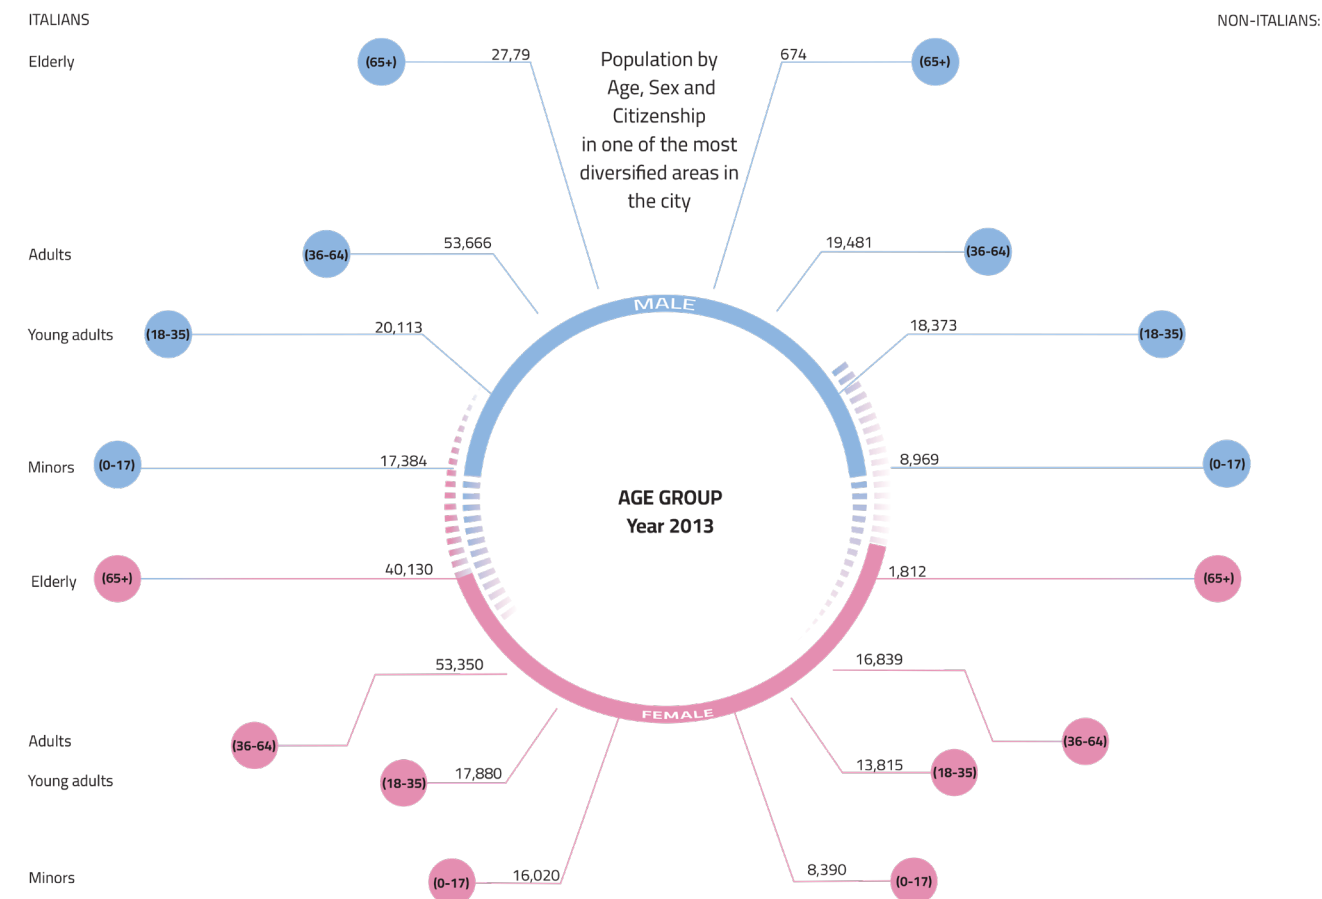 ITALIANS
NON-ITALIANS:
Elderly
(65+)
27,79
Population by
Age, Sex and
Citizenship
in one of the most
diversified areas in
the city
674
(65+)
Adults
(36-64)
53,666
19,481
(36-64)
Young adults
(18-35)
20,113
MALE
18,373
(18-35)
Minors
(0-17)
17,384
8,969
(0-17)
AGE GROUP
Year 2013
Elderly
(65+)
40,130
1,812
(65+)
53,350
16,839
Adults
(36-64)
FEMALE
(36-64)
Young adults
(18-35)
17,880
13,815
(18-35)
Minors
(0-17)
16,020
8,390
(0-17)